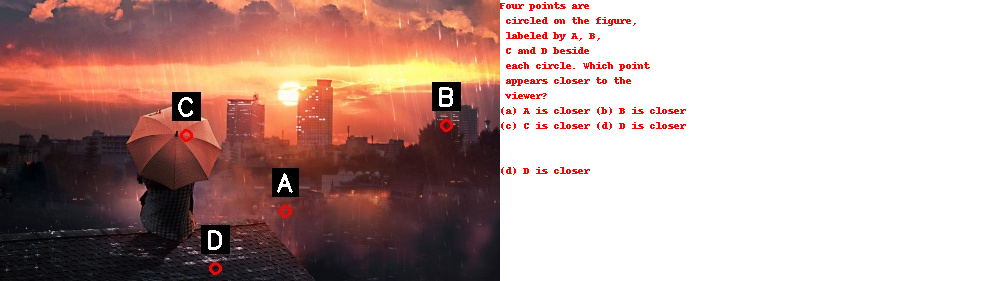 C
B
A
D
Four points are
circled on the figure,
labeled by A, B,
C and D beside
each circle. Which point
appears closer to the
viewer?
(a) A is closer (b) B is closer
(c) C is closer (d) D is closer
(d) D is closer